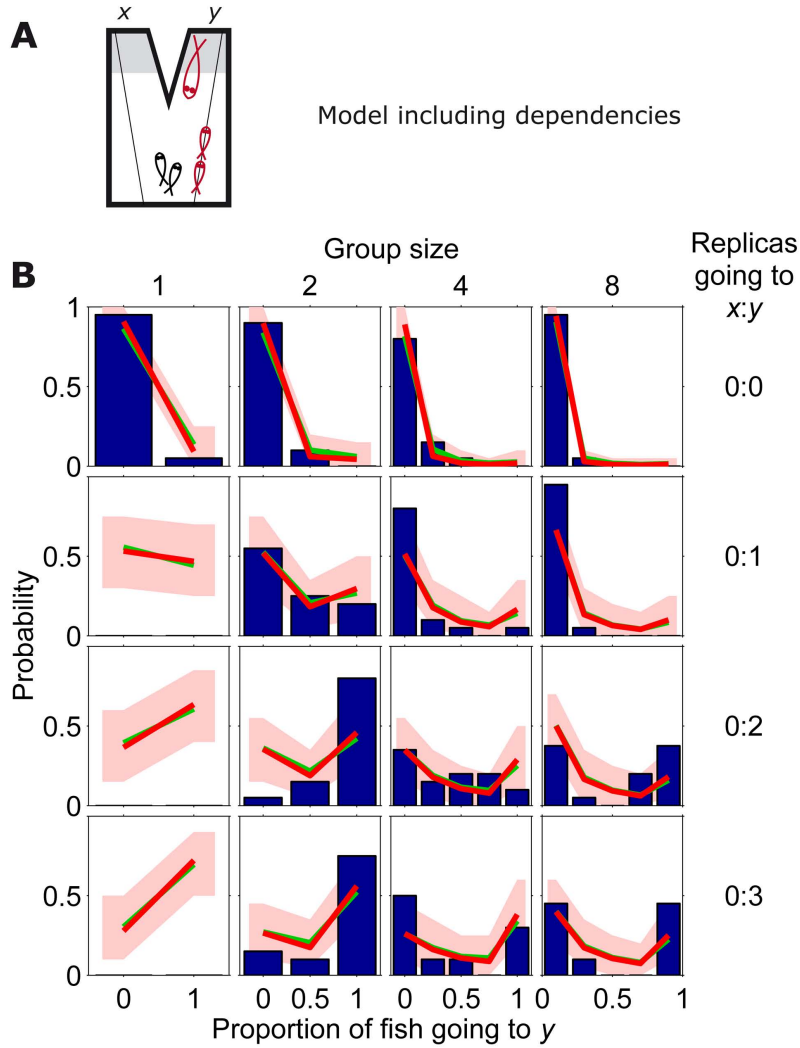 A
x y
Model including dependencies
B
Group size
Replicas
going to
x:y
1 2 4 8
1
0.5
0
0:0
0.5
0
0:1
0.5
0
0:2
0.5
0
0:3
0 1 0 0.5 1 0 0.5 1 0 0.5 1
Probability
Proportion of fish going to y